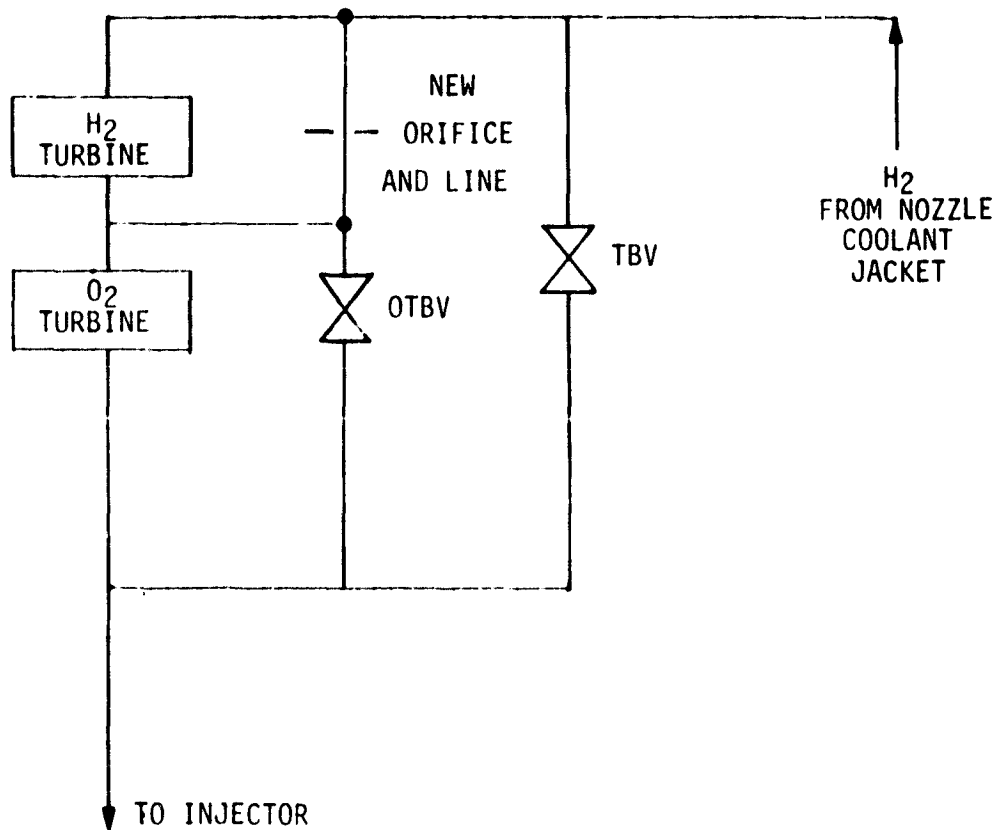 H2
TURBINE
O2
TURBINE
NEW
ORIFICE
AND LINE
OTBV
TBV
H2
FROM NOZZLE
COOLANT
JACKET
TO INJECTOR